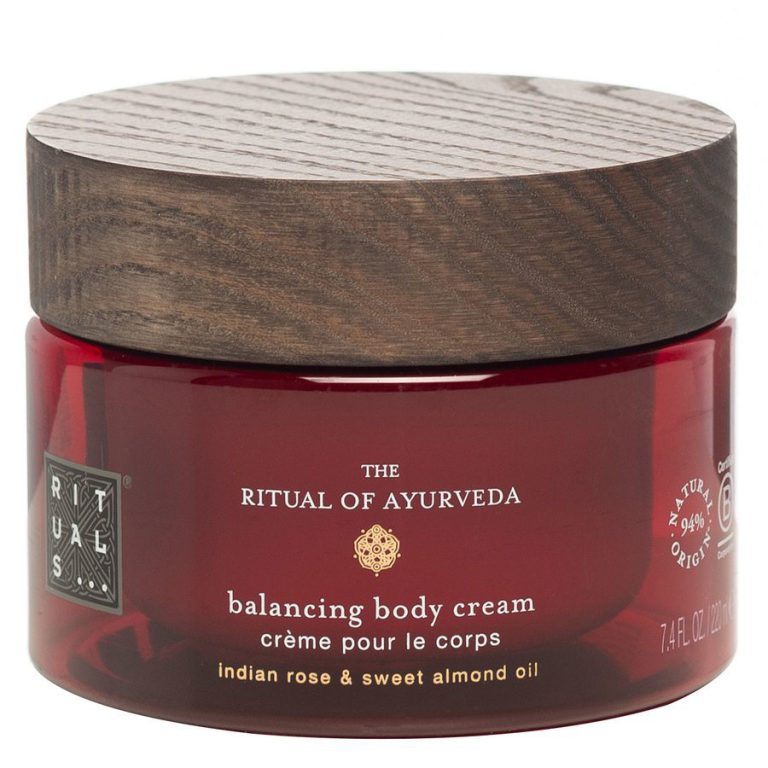 RIT
UAL
S...
®
THE
RITUAL OF AYURVEDA
balancing body cream
crème pour le corps
indian rose & sweet almond oil
NATURAL
94%
ORIGIN
B
7.4 FL. OZ. / 220 m